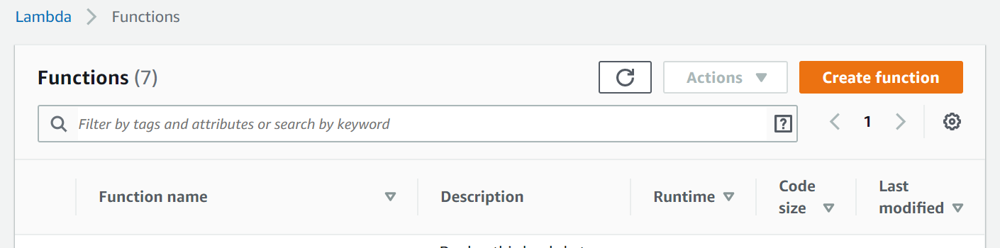 Lambda > Functions
Functions (7)
Actions
Create function
Filter by tags and attributes or search by keyword
?
1
Function name
Description
Runtime
Code size
Last modified